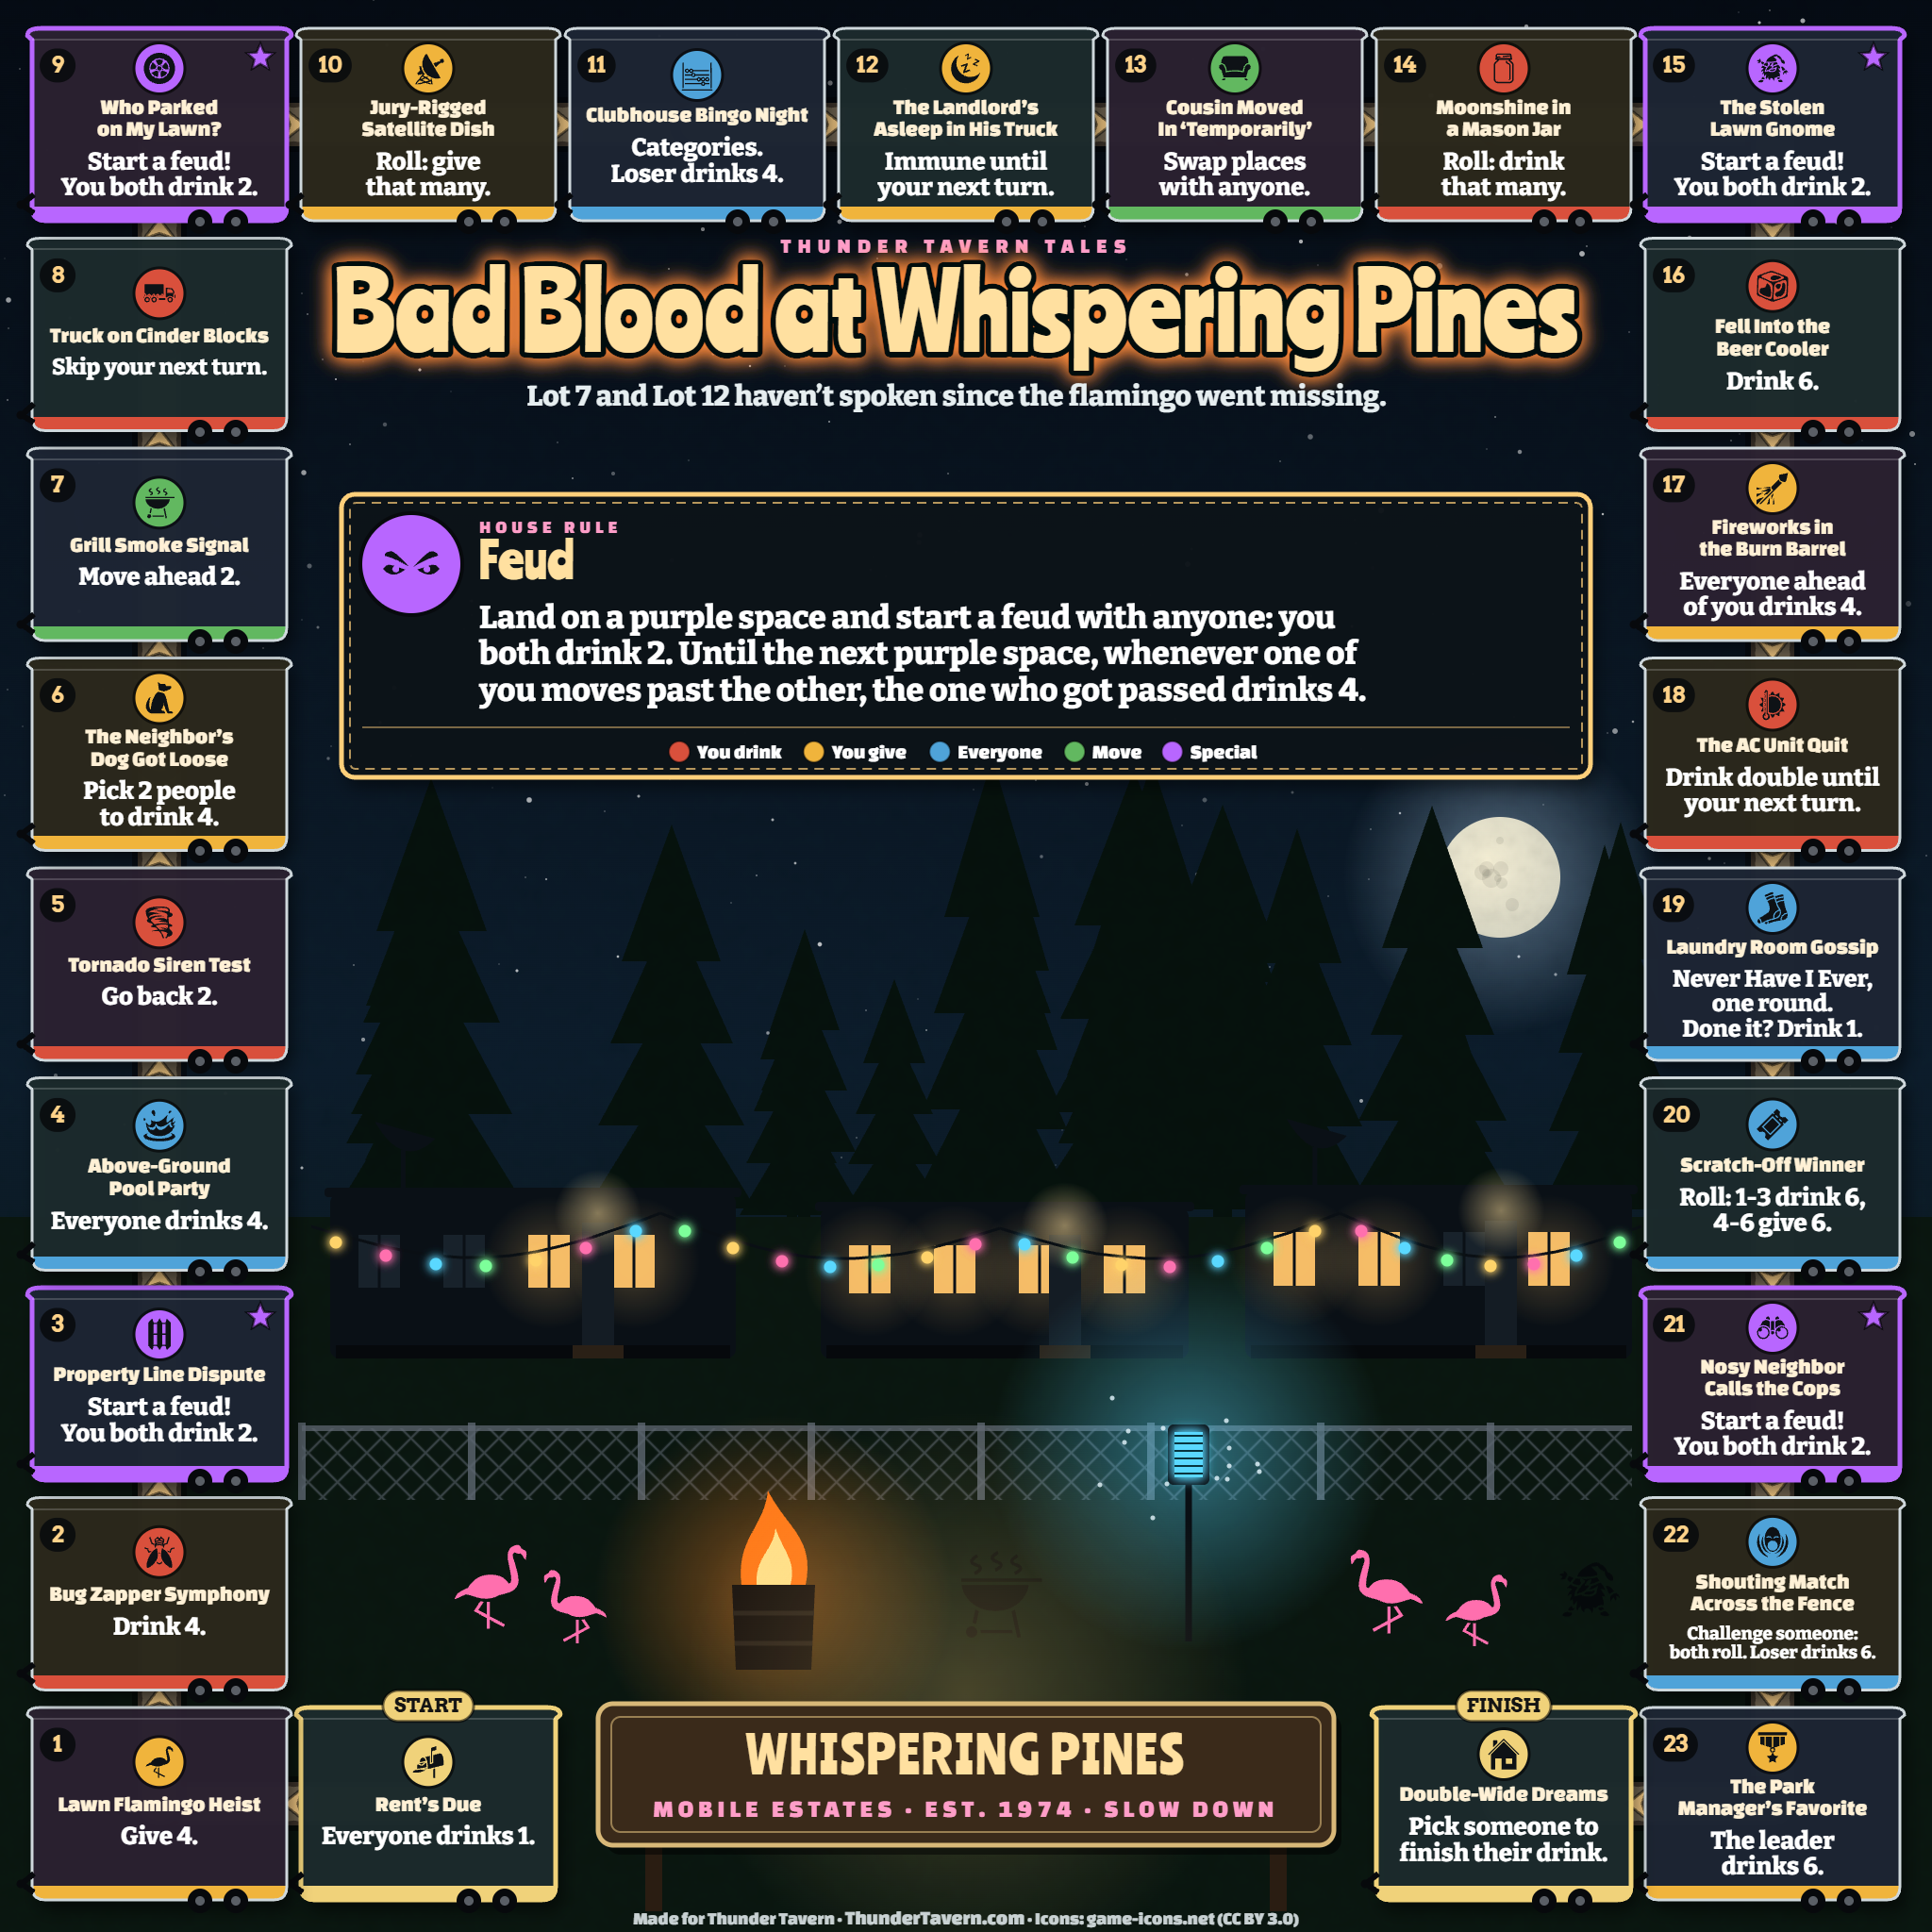 9
Who Parked
on My Lawn?
Start a feud!
You both drink 2.
10
Jury-Rigged
Satellite Dish
Roll: give
that many.
11
Clubhouse Bingo Night
Categories.
Loser drinks 4.
12
The Landlord's
Asleep in His Truck
Immune until
your next turn.
13
Cousin Moved
In ‘Temporarily’
Swap places
with anyone.
14
Moonshine in
a Mason Jar
Roll: drink
that many.
15
The Stolen
Lawn Gnome
Start a feud!
You both drink 2.
THUNDER TAVERN TALES
Bad Blood at Whispering Pines
Lot 7 and Lot 12 haven’t spoken since the flamingo went missing.
8
Truck on Cinder Blocks
Skip your next turn.
16
Fell Into the
Beer Cooler
Drink 6.
7
Grill Smoke Signal
Move ahead 2.
HOUSE RULE
Feud
Land on a purple space and start a feud with anyone: you
both drink 2. Until the next purple space, whenever one of
you moves past the other, the one who got passed drinks 4.
You drink
You give
Everyone
Move
Special
17
Fireworks in
the Burn Barrel
Everyone ahead
of you drinks 4.
6
The Neighbor’s
Dog Got Loose
Pick 2 people
to drink 4.
18
The AC Unit Quit
Drink double until
your next turn.
5
Tornado Siren Test
Go back 2.
19
Laundry Room Gossip
Never Have I Ever,
one round.
Done it? Drink 1.
4
Above-Ground
Pool Party
Everyone drinks 4.
20
Scratch-Off Winner
Roll: 1-3 drink 6,
4-6 give 6.
3
Property Line Dispute
Start a feud!
You both drink 2.
21
Nosy Neighbor
Calls the Cops
Start a feud!
You both drink 2.
2
Bug Zapper Symphony
Drink 4.
22
Shouting Match
Across the Fence
Challenge someone:
both roll. Loser drinks 6.
1
Lawn Flamingo Heist
Give 4.
START
Rent’s Due
Everyone drinks 1.
WHISPERING PINES
MOBILE ESTATES · EST. 1974 · SLOW DOWN
FINISH
Double-Wide Dreams
Pick someone to
finish their drink.
23
The Park
Manager’s Favorite
The leader
drinks 6.
Made for Thunder Tavern · ThunderTavern.com · Icons: game-icons.net (CC BY 3.0)